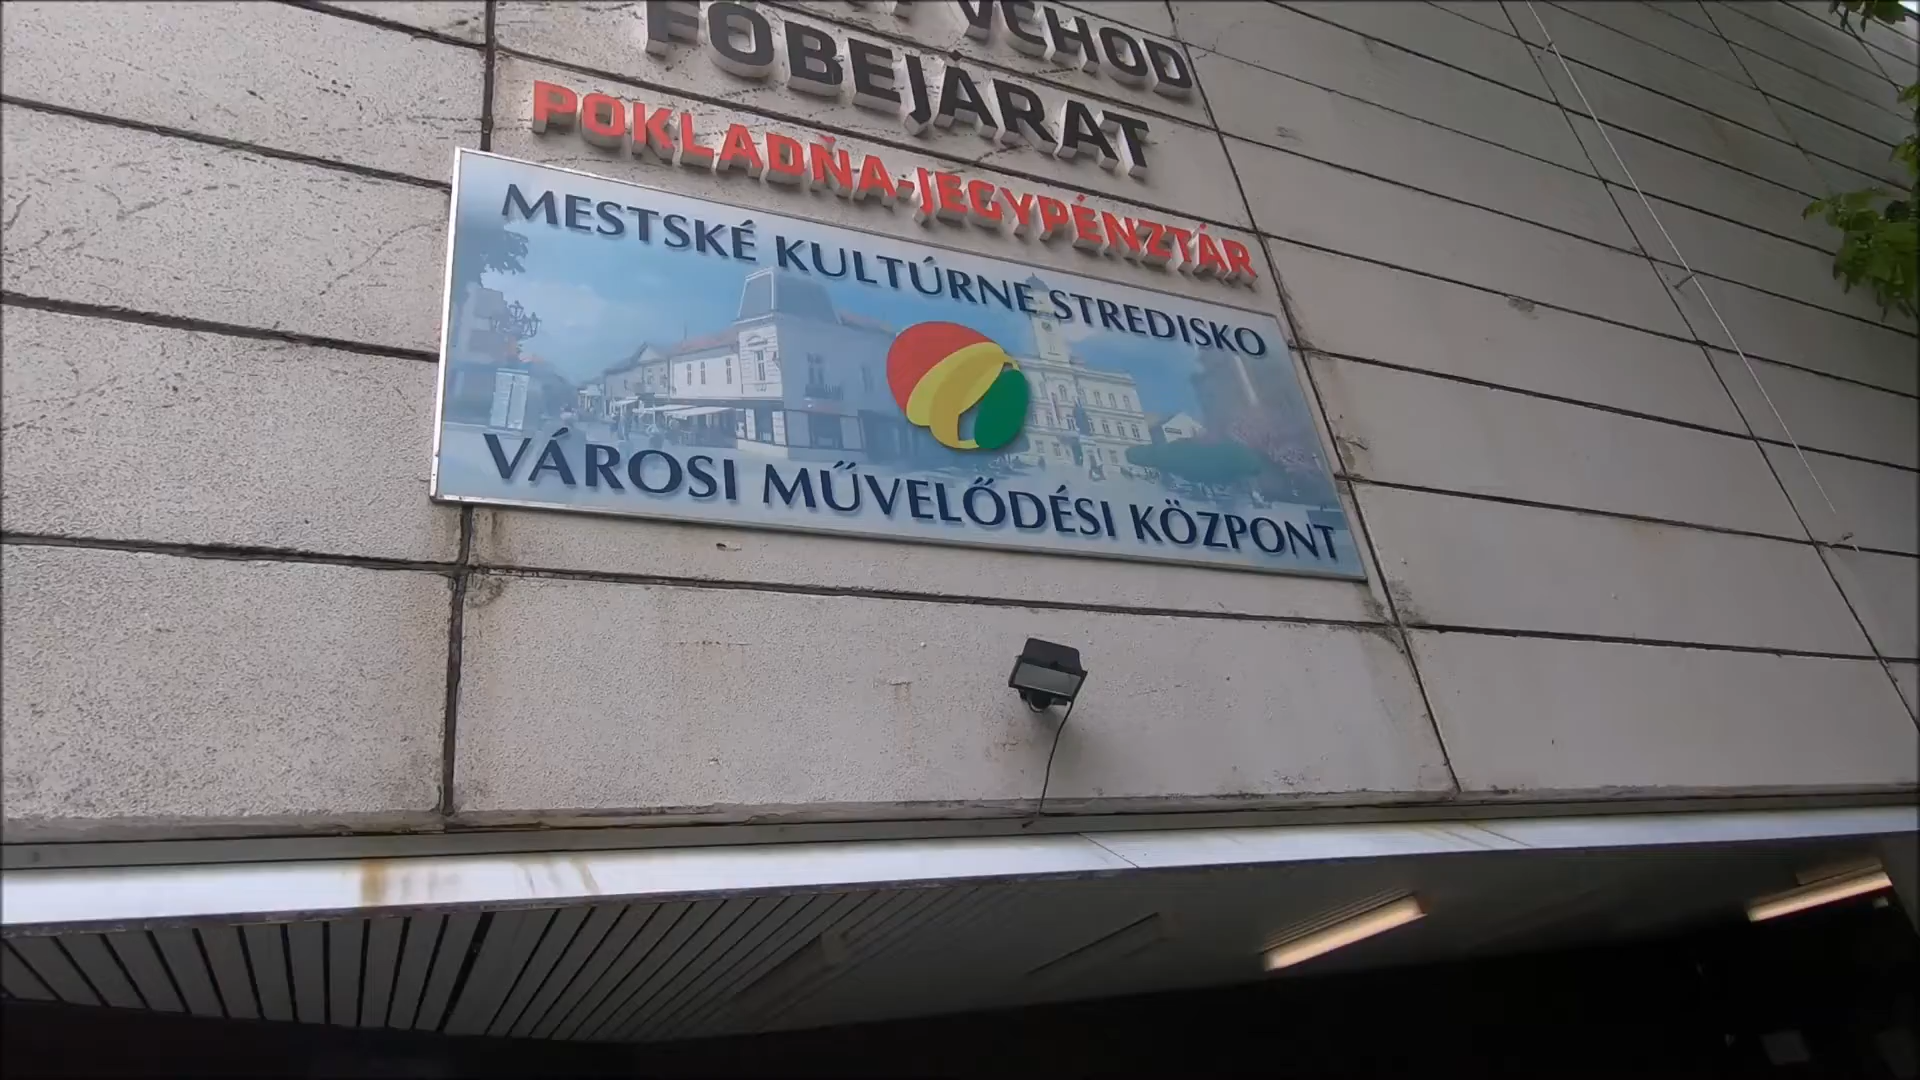 VCHOD
FŐBEJÁRAT
POKLADŇA-JEGYPÉNZTÁR
MESTSKÉ KULTÚRNE STREDISKO
VÁROSI MŰVELŐDÉSI KÖZPONT